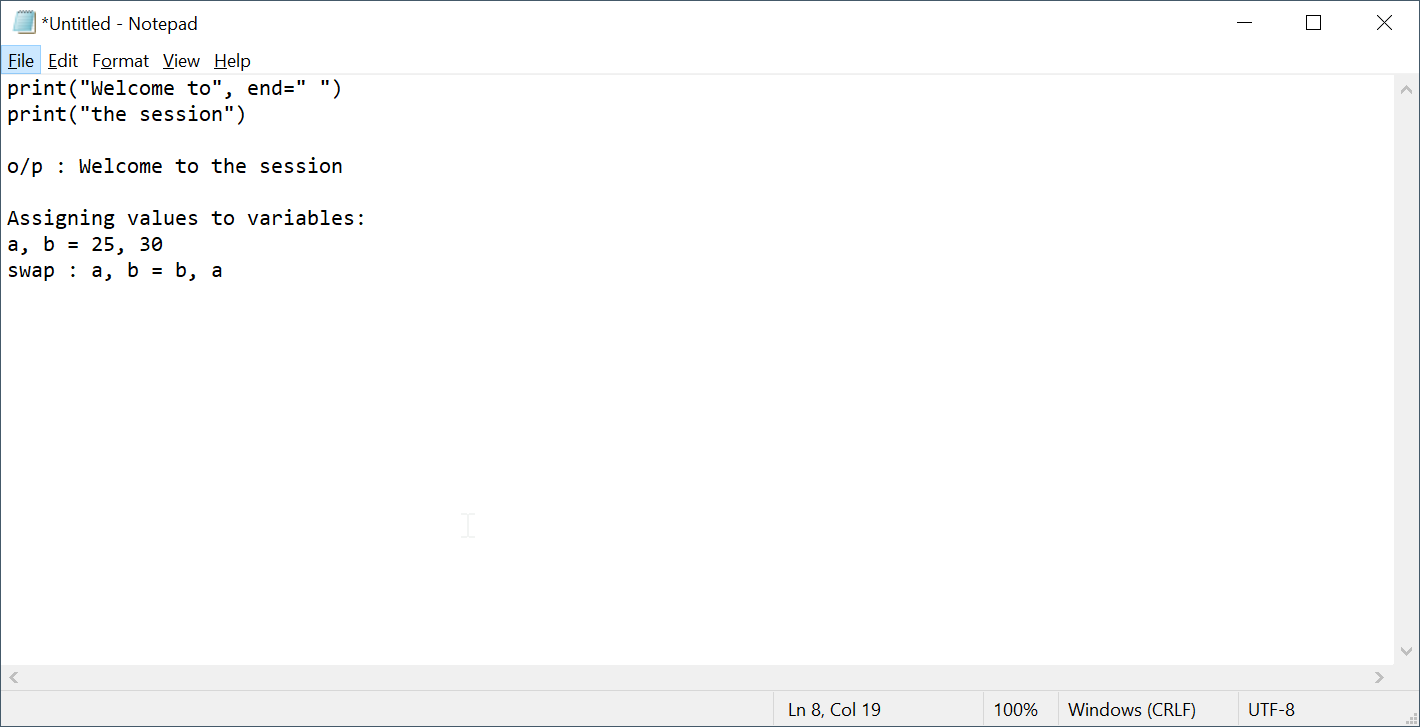 *Untitled - Notepad
File Edit Format View Help
print("Welcome to", end=" ")
print("the session")
o/p : Welcome to the session
Assigning values to variables:
a, b = 25, 30
swap : a, b = b, a
Ln 8, Col 19 100% Windows (CRLF) UTF-8